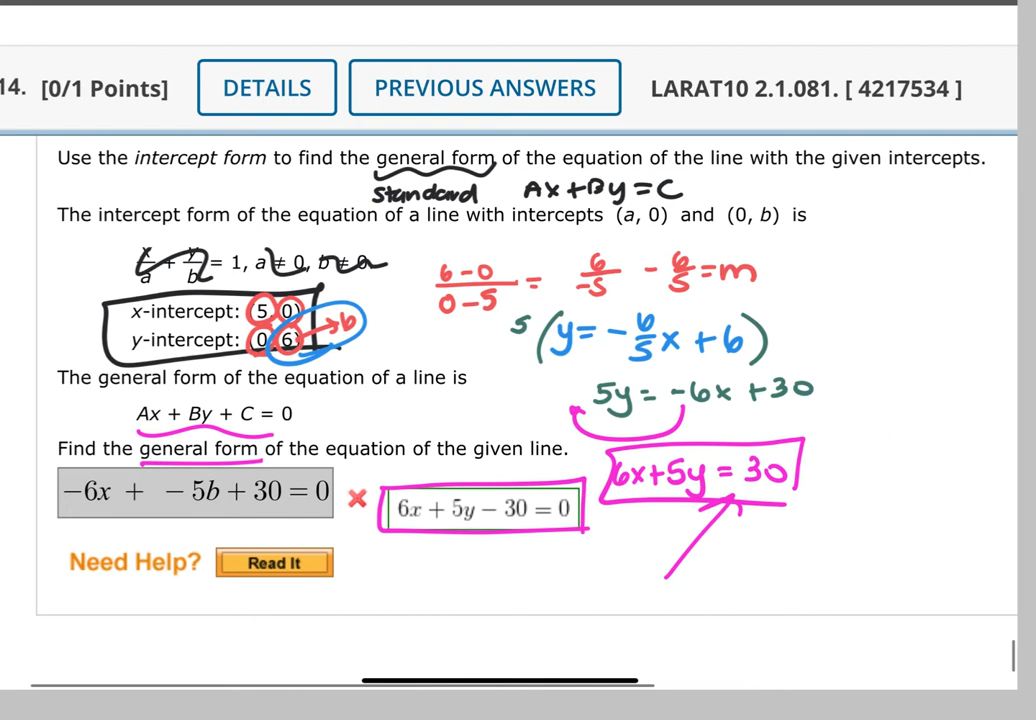 14. [0/1 Points] DETAILS PREVIOUS ANSWERS LARAT10 2.1.081. [ 4217534 ]
Use the intercept form to find the general form of the equation of the line with the given intercepts.
Standard Ax+By=C
The intercept form of the equation of a line with intercepts (a, 0) and (0, b) is
x/a + y/b = 1, a ≠ 0, b ≠ 0
6-0/0-5 = 6/-5 - 6/5 = m
x-intercept: (5, 0)
y-intercept: (0, 6) → b
5(y = -6/5x + 6)
The general form of the equation of a line is
5y = -6x + 30
Ax + By + C = 0
Find the general form of the equation of the given line.
6x+5y = 30
−6x + − 5b + 30 = 0 ✗ 6x + 5y − 30 = 0
Need Help? Read It